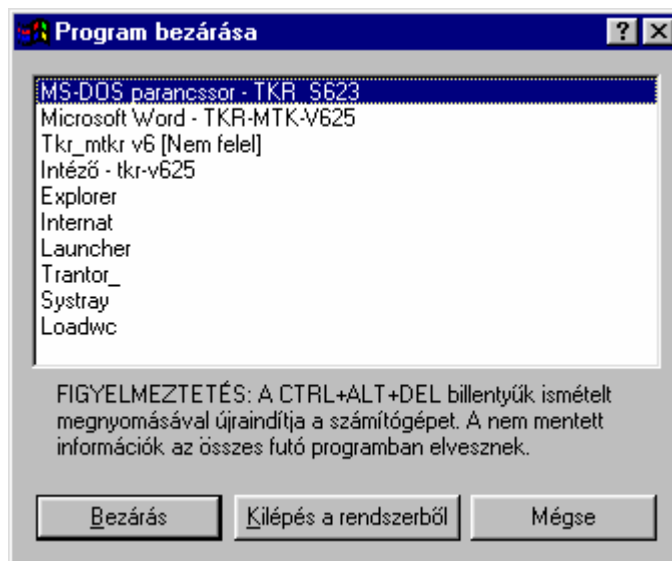 Program bezárása
MS-DOS parancssor - TKR_S623
Microsoft Word - TKR-MTK-V625
Tkr_mtkr v6 [Nem felel]
Intéző - tkr-v625
Explorer
Internat
Launcher
Trantor_
Systray
Loadwc
FIGYELMEZTETÉS: A CTRL+ALT+DEL billentyűk ismételt
megnyomásával újraindítja a számítógépet. A nem mentett
információk az összes futó programban elvesznek.
Bezárás
Kilépés a rendszerből
Mégse